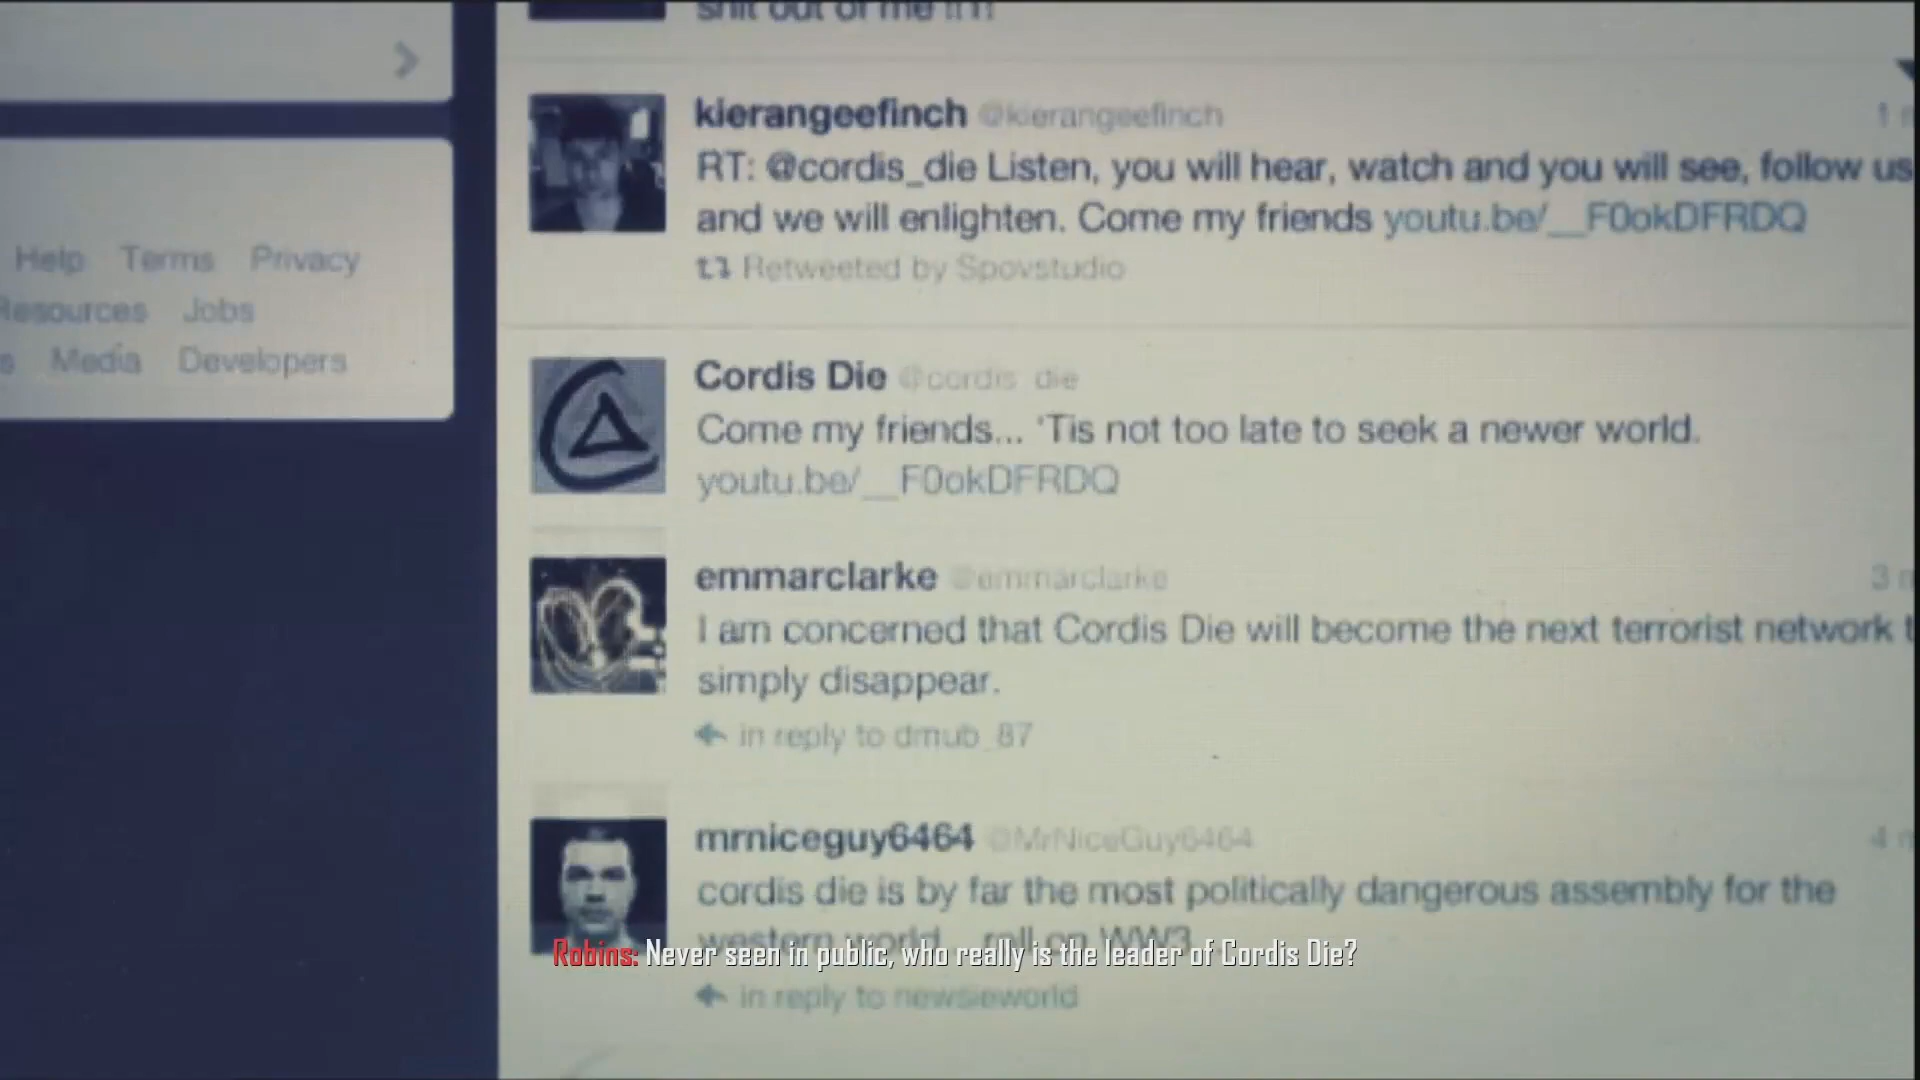 shit out of me !!1!
kierangeefinch @kierangeefinch
RT: @cordis_die Listen, you will hear, watch and you will see, follow us
and we will enlighten. Come my friends youtu.be/__F0okDFRDQ
Retweeted by Spovstudio
Help Terms Privacy
Resources Jobs
s Media Developers
Cordis Die @cordis_die
Come my friends... 'Tis not too late to seek a newer world.
youtu.be/__F0okDFRDQ
emmarclarke @emmarclarke 3
I am concerned that Cordis Die will become the next terrorist network t
simply disappear.
in reply to dmub_87
mrniceguy6464 @MrNiceGuy6464 4
cordis die is by far the most politically dangerous assembly for the
western world... roll on WW3
Robins: Never seen in public, who really is the leader of Cordis Die?
in reply to newsieworld